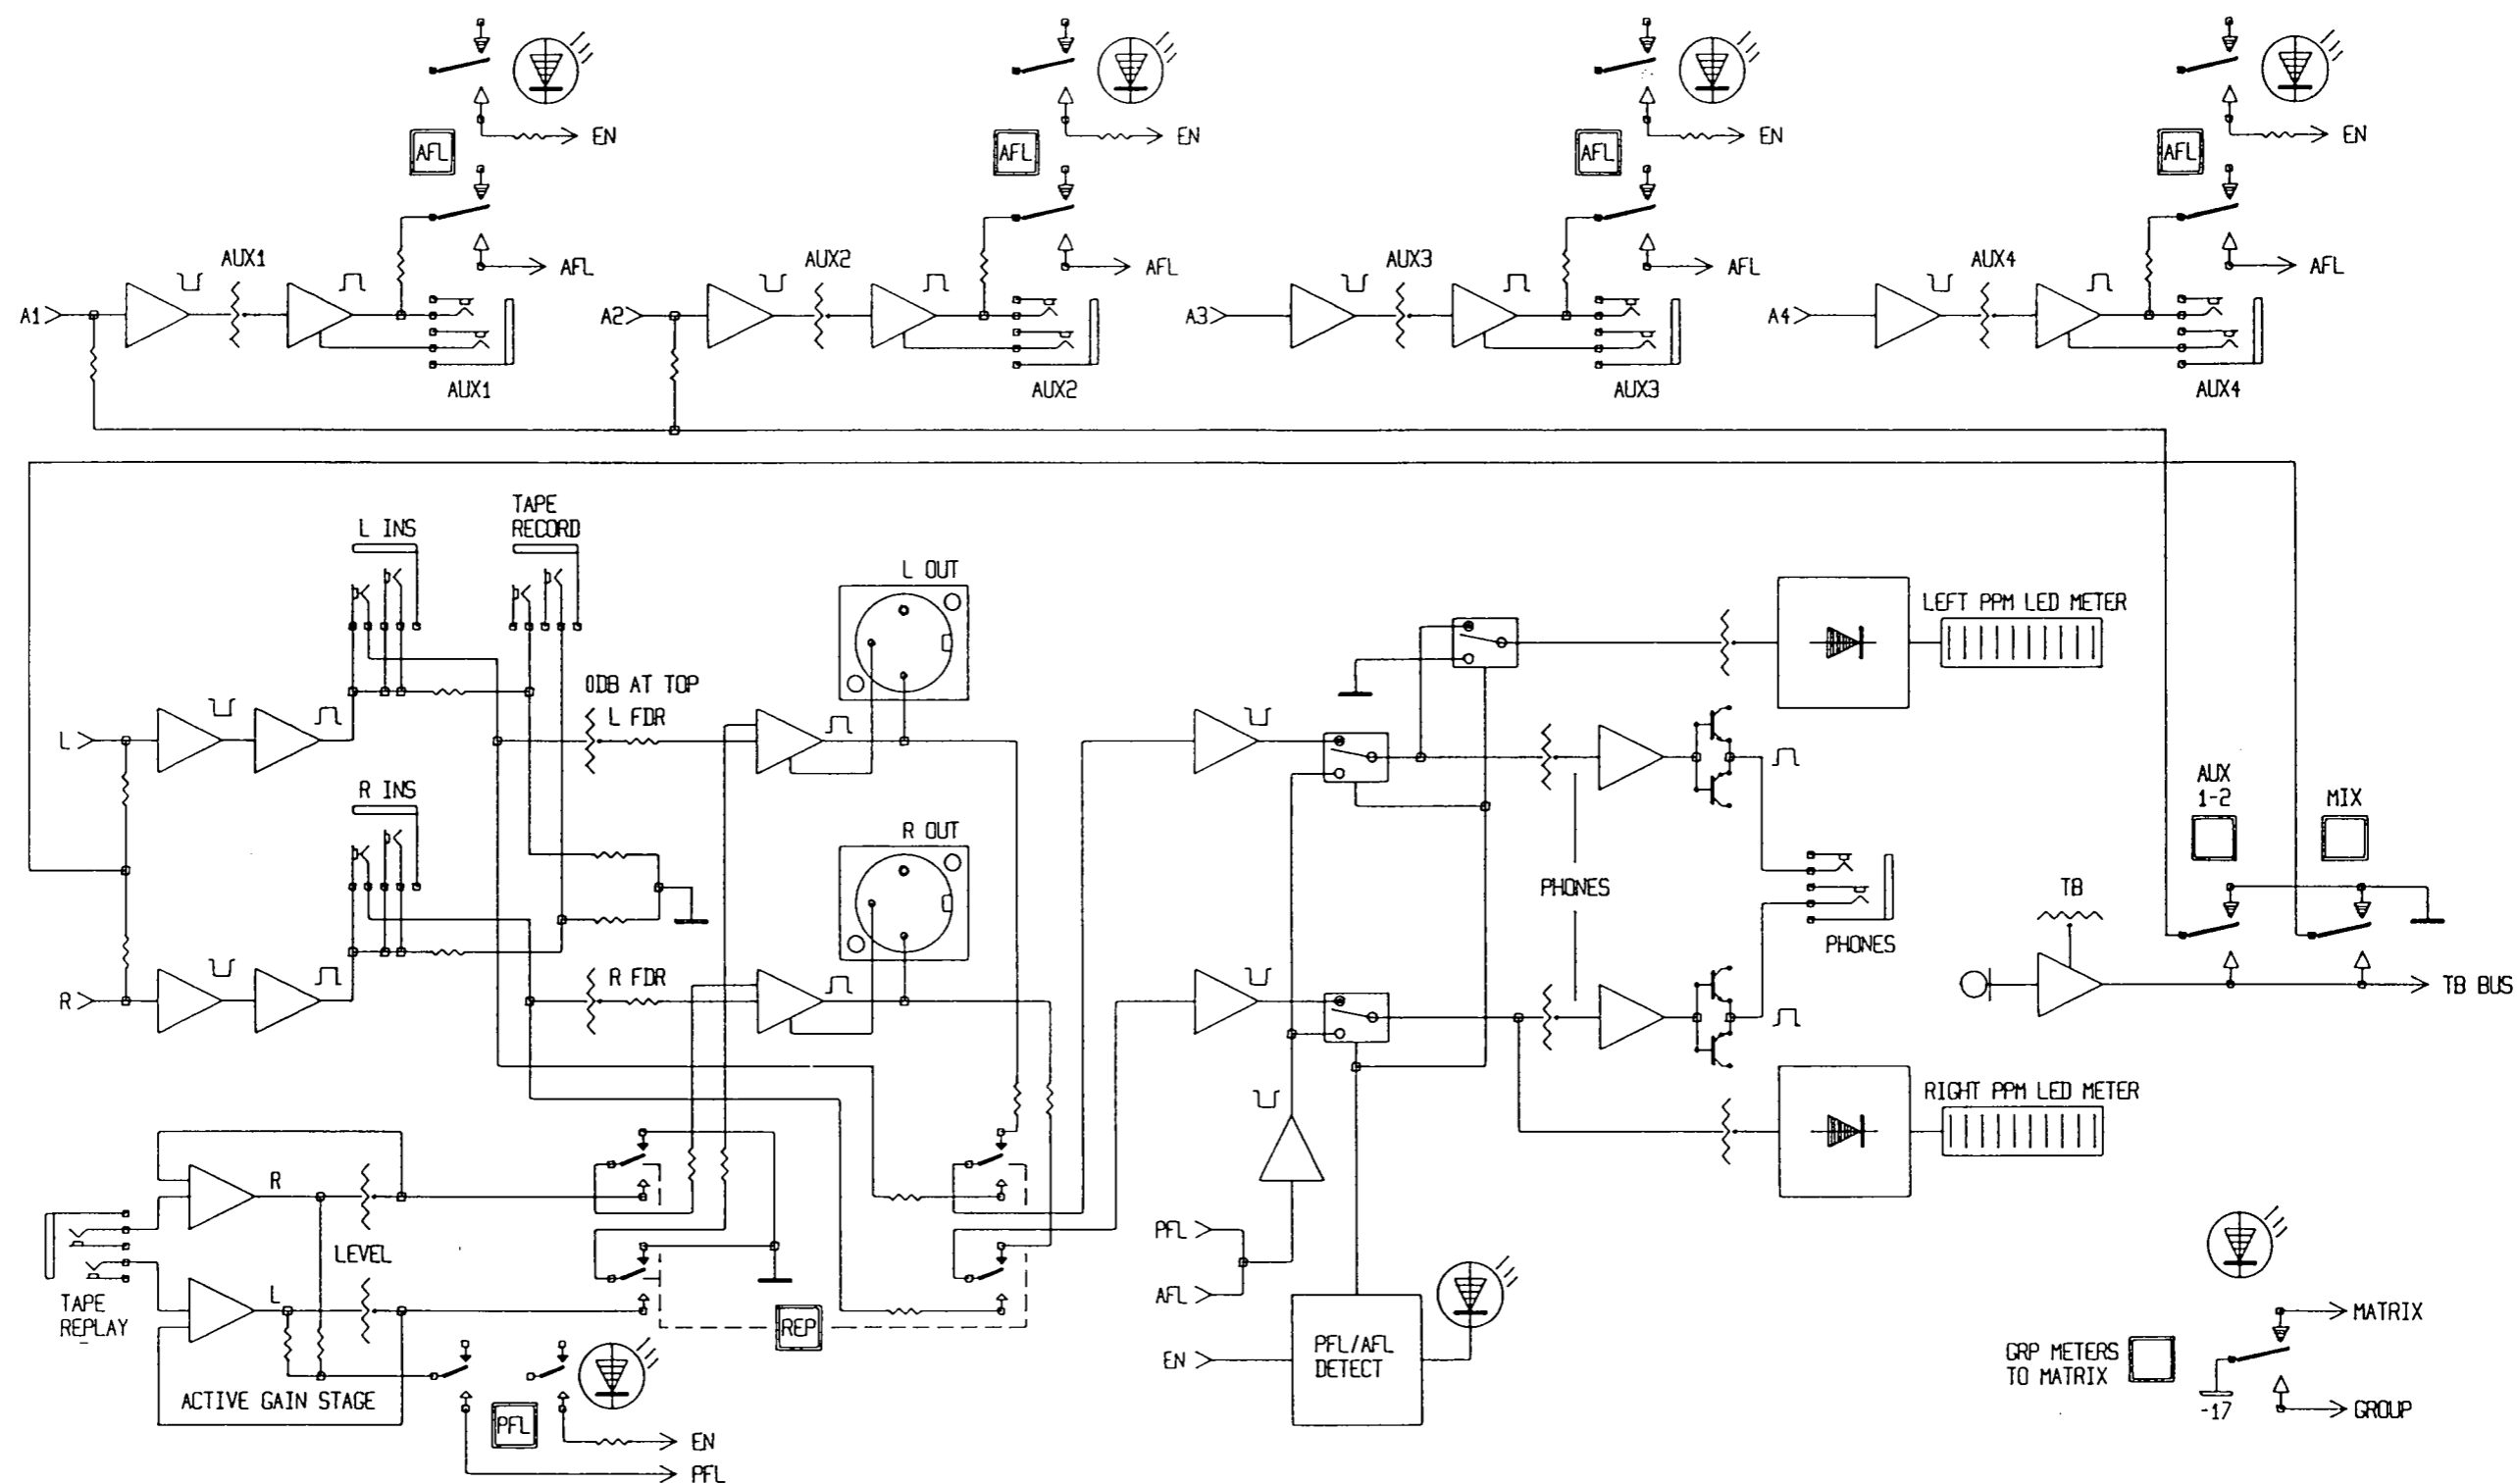 EN
EN
EN
EN
AFL
AFL
AFL
AFL
AUX1
AFL
AUX2
AFL
AUX3
AFL
AUX4
AFL
A1
A2
A3
A4
AUX1
AUX2
AUX3
AUX4
L INS
TAPE
RECORD
L OUT
LEFT PPM LED METER
0DB AT TOP
L FDR
L
R INS
R OUT
AUX
1-2
MIX
PHONES
TB
PHONES
R FDR
R
TB BUS
RIGHT PPM LED METER
R
LEVEL
L
TAPE
REPLAY
REP
PFL
AFL
EN
PFL/AFL
DETECT
MATRIX
GRP METERS
TO MATRIX
-17
GROUP
ACTIVE GAIN STAGE
PFL
EN
PFL